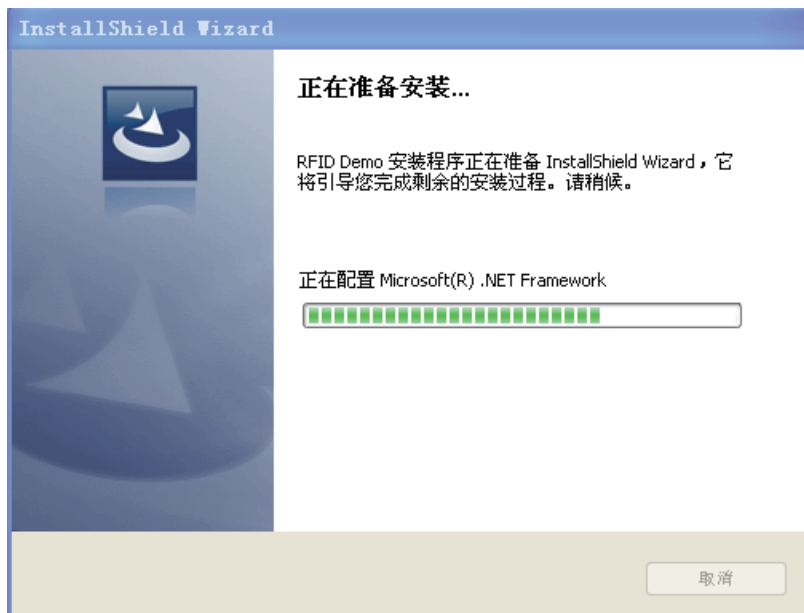 InstallShield Wizard
正在准备安装...
RFID Demo 安装程序正在准备 InstallShield Wizard，它
将引导您完成剩余的安装过程。请稍候。
正在配置 Microsoft(R) .NET Framework
取消